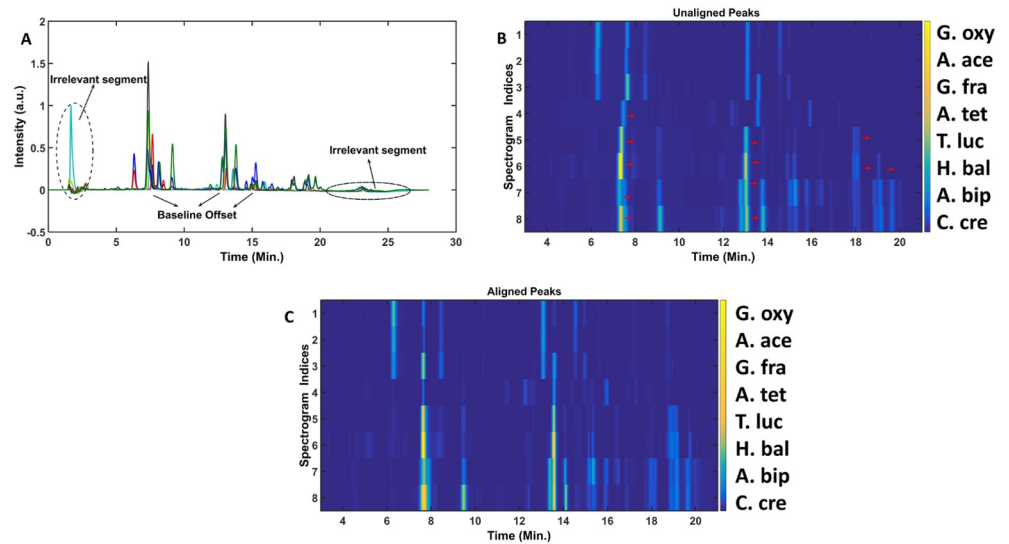 A
2
1.5
1
0.5
0
-0.5
Intensity (a.u.)
Irrelevant segment
Irrelevant segment
Baseline Offset
0
5
10
15
20
25
30
Time (Min.)
B
Unaligned Peaks
Spectrogram Indices
1
2
3
4
5
6
7
8
4
6
8
10
12
14
16
18
20
Time (Min.)
G. oxy
A. ace
G. fra
A. tet
T. luc
H. bal
A. bip
C. cre
C
Aligned Peaks
Spectrogram Indices
1
2
3
4
5
6
7
8
4
6
8
10
12
14
16
18
20
Time (Min.)
G. oxy
A. ace
G. fra
A. tet
T. luc
H. bal
A. bip
C. cre